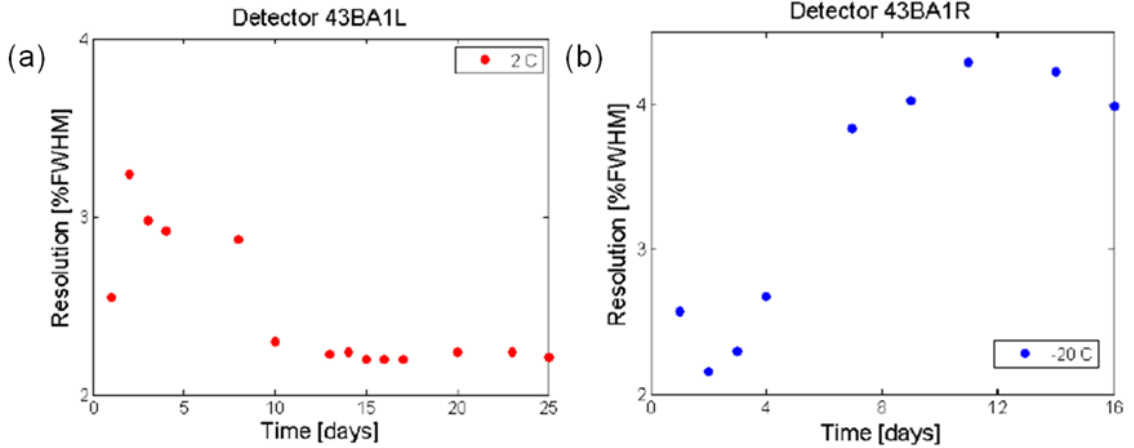 Detector 43BA1L
(a)
2 C
4
3
2
Resolution [%FWHM]
0 5 10 15 20 25
Time [days]
Detector 43BA1R
(b)
-20 C
4
3
2
Resolution [%FWHM]
0 4 8 12 16
Time [days]